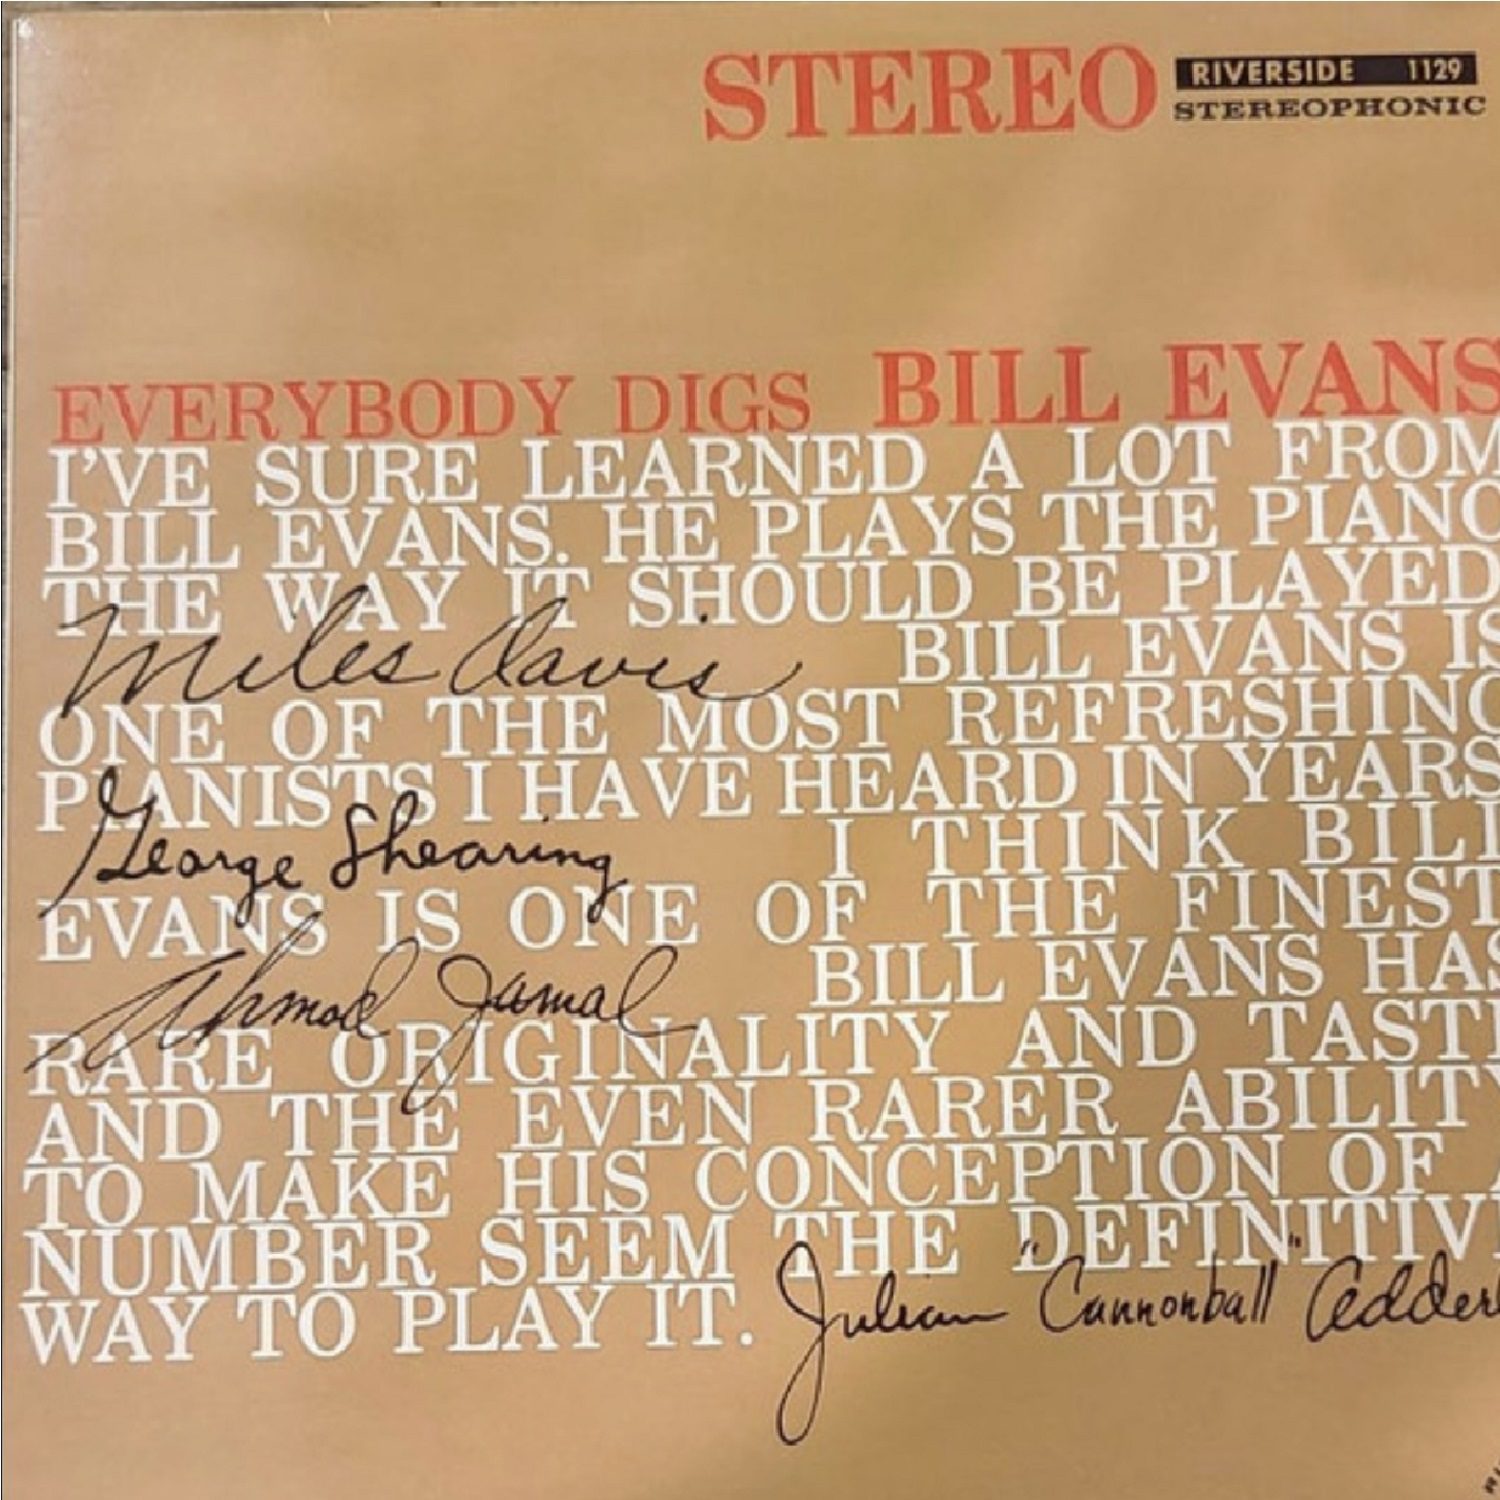 STEREO RIVERSIDE 1129
STEREOPHONIC
EVERYBODY DIGS BILL EVANS
I'VE SURE LEARNED A LOT FROM
BILL EVANS. HE PLAYS THE PIANO
THE WAY IT SHOULD BE PLAYED
Miles Davis BILL EVANS IS
ONE OF THE MOST REFRESHING
PIANISTS I HAVE HEARD IN YEARS
George Shearing I THINK BILL
EVANS IS ONE OF THE FINEST
Ahmad Jamal BILL EVANS HAS
RARE ORIGINALITY AND TAST
AND THE EVEN RARER ABILITY
TO MAKE HIS CONCEPTION OF
NUMBER SEEM THE DEFINITIV
WAY TO PLAY IT. Julian "Cannonball" Adderl